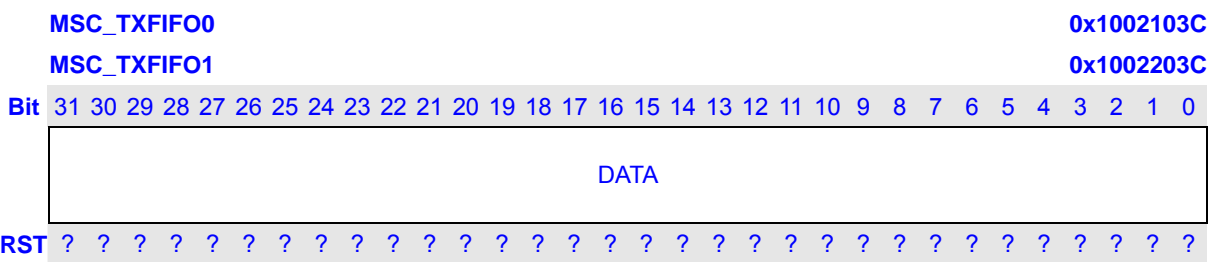 MSC_TXFIFO0 0x1002103C
MSC_TXFIFO1 0x1002203C
Bit 31 30 29 28 27 26 25 24 23 22 21 20 19 18 17 16 15 14 13 12 11 10 9 8 7 6 5 4 3 2 1 0
DATA
RST ? ? ? ? ? ? ? ? ? ? ? ? ? ? ? ? ? ? ? ? ? ? ? ? ? ? ? ? ? ? ? ?